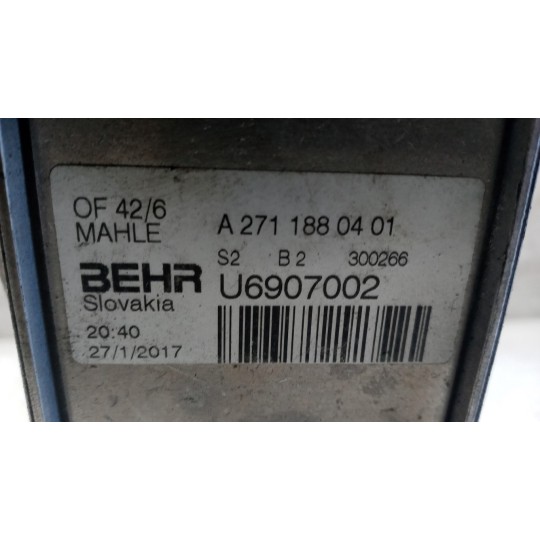 OF 42/6
MAHLE
A 271 188 04 01
S2 B 2 300266
BEHR
Slovakia
U6907002
20:40
27/1/2017